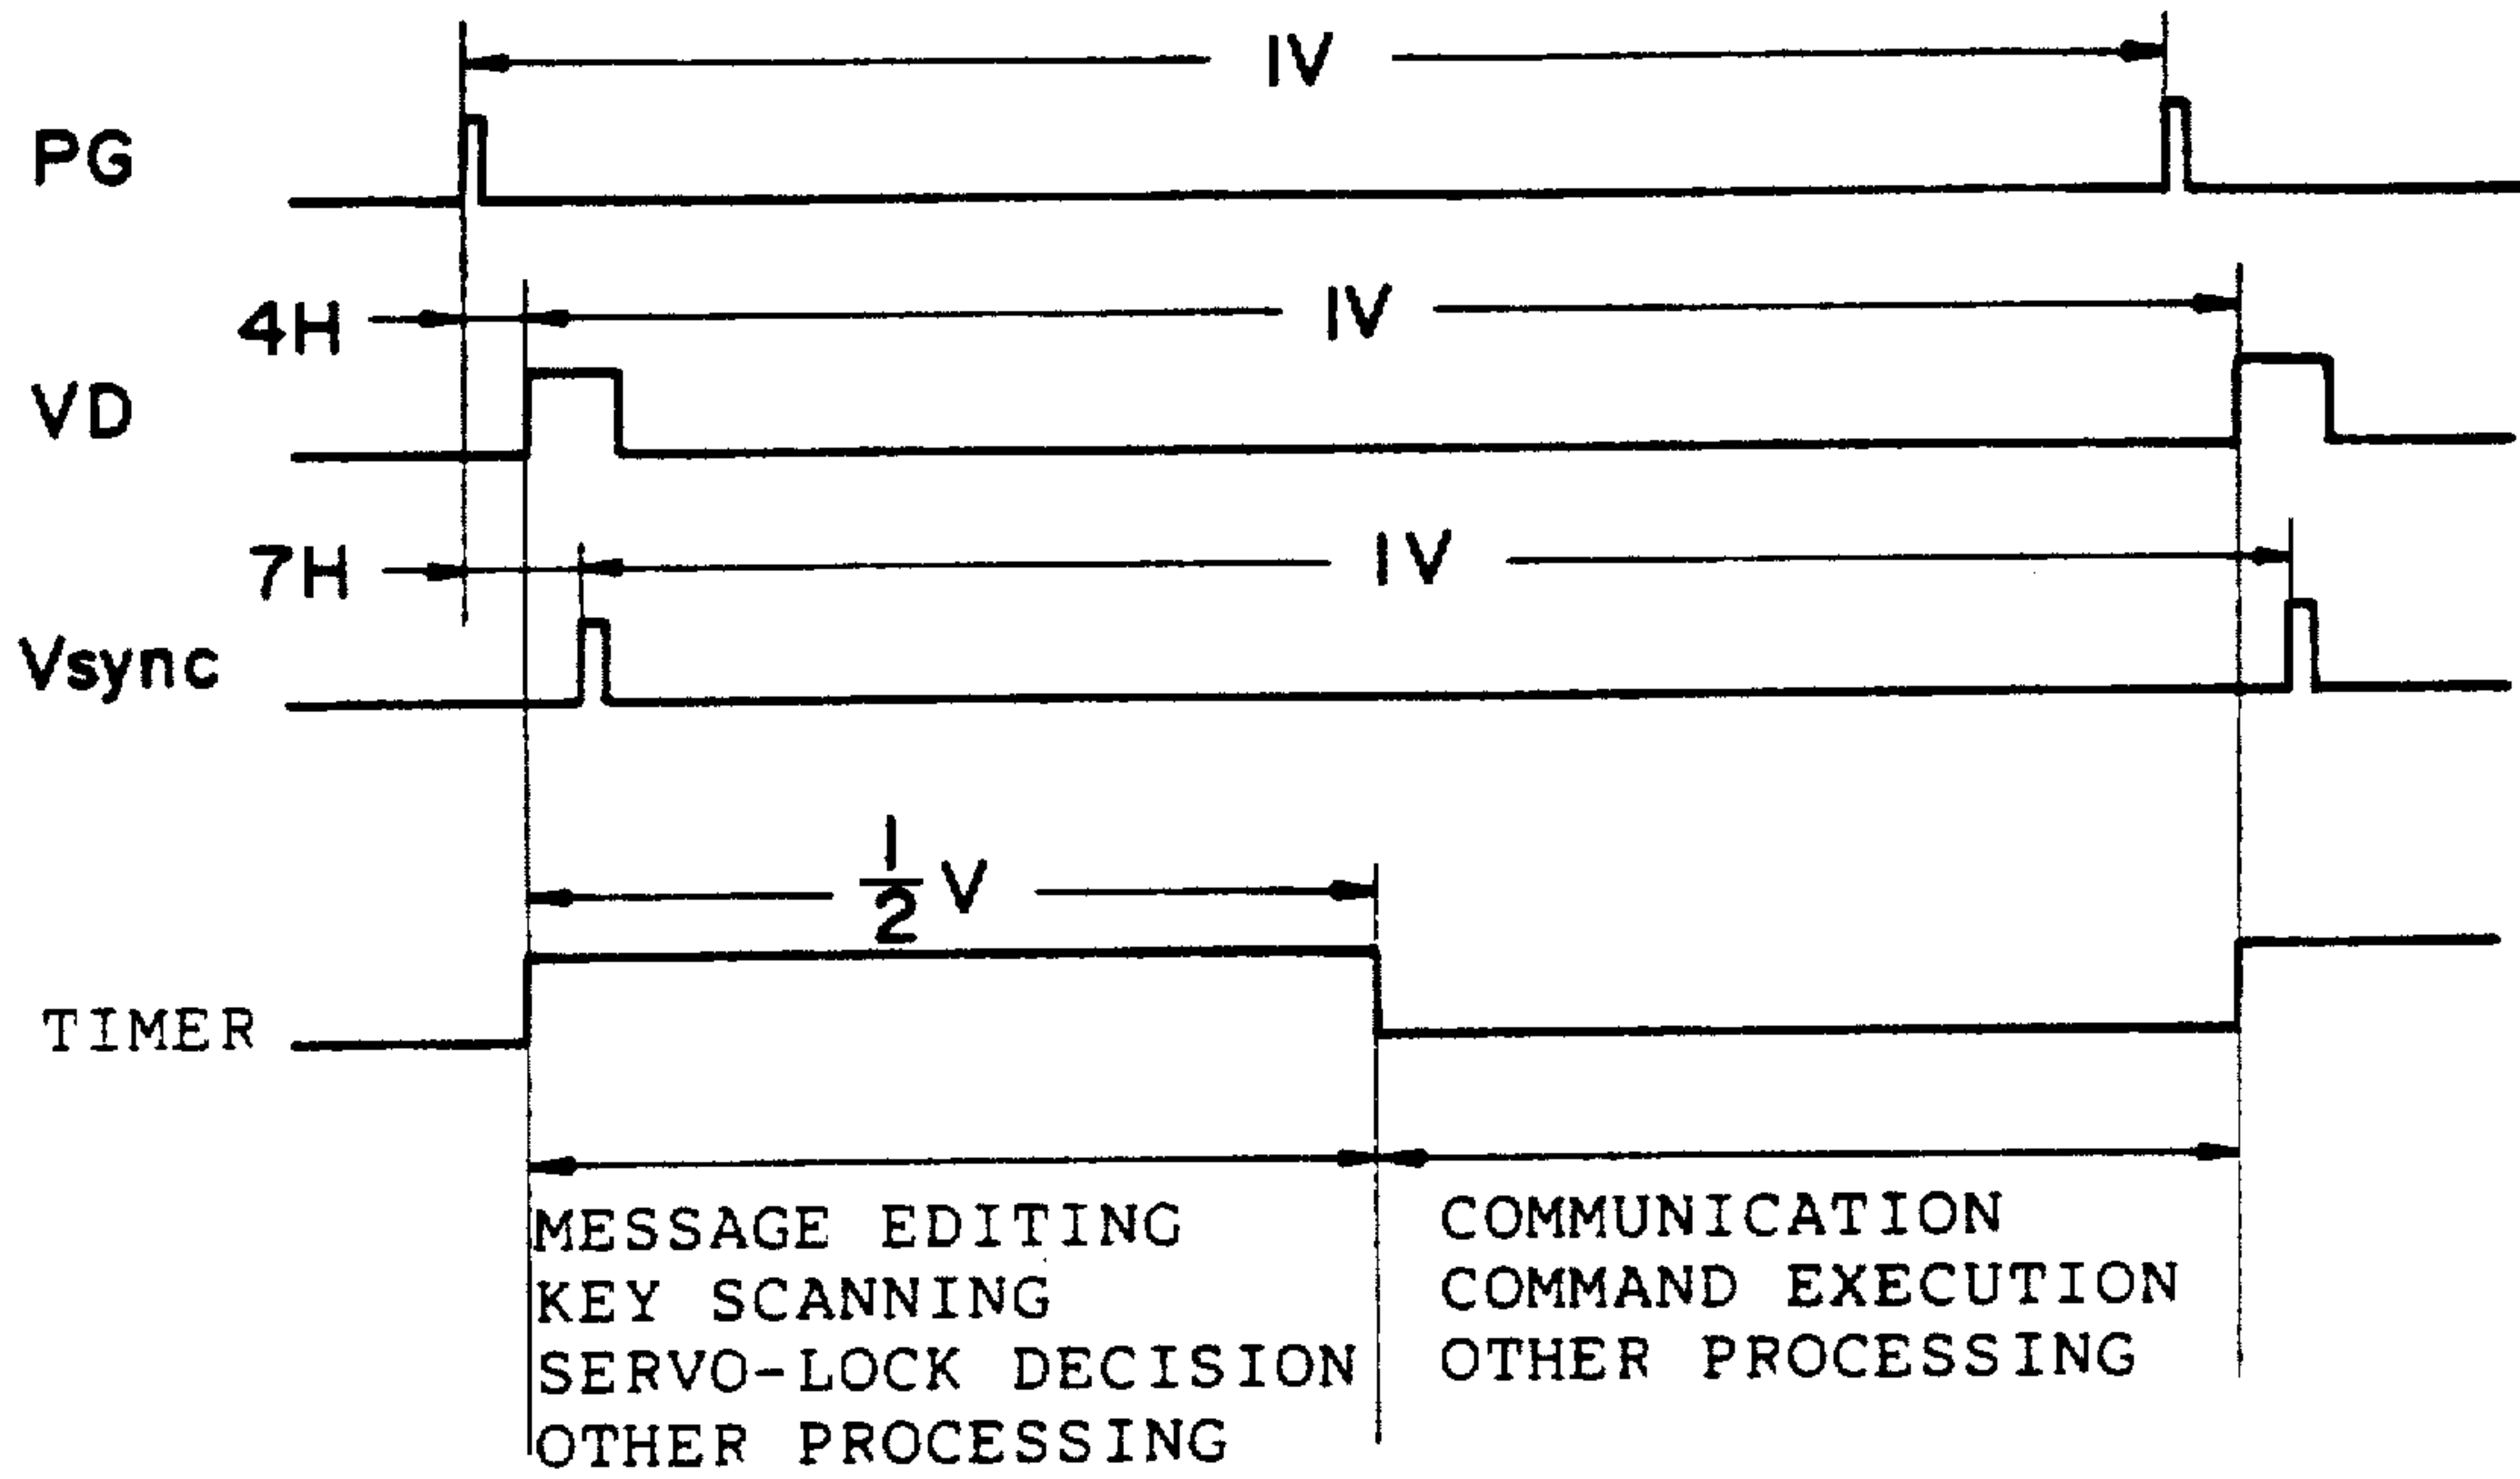 1V
PG
4H
1V
VD
7H
1V
Vsync
1/2 V
TIMER
MESSAGE EDITING
KEY SCANNING
SERVO-LOCK DECISION
OTHER PROCESSING
COMMUNICATION
COMMAND EXECUTION
OTHER PROCESSING